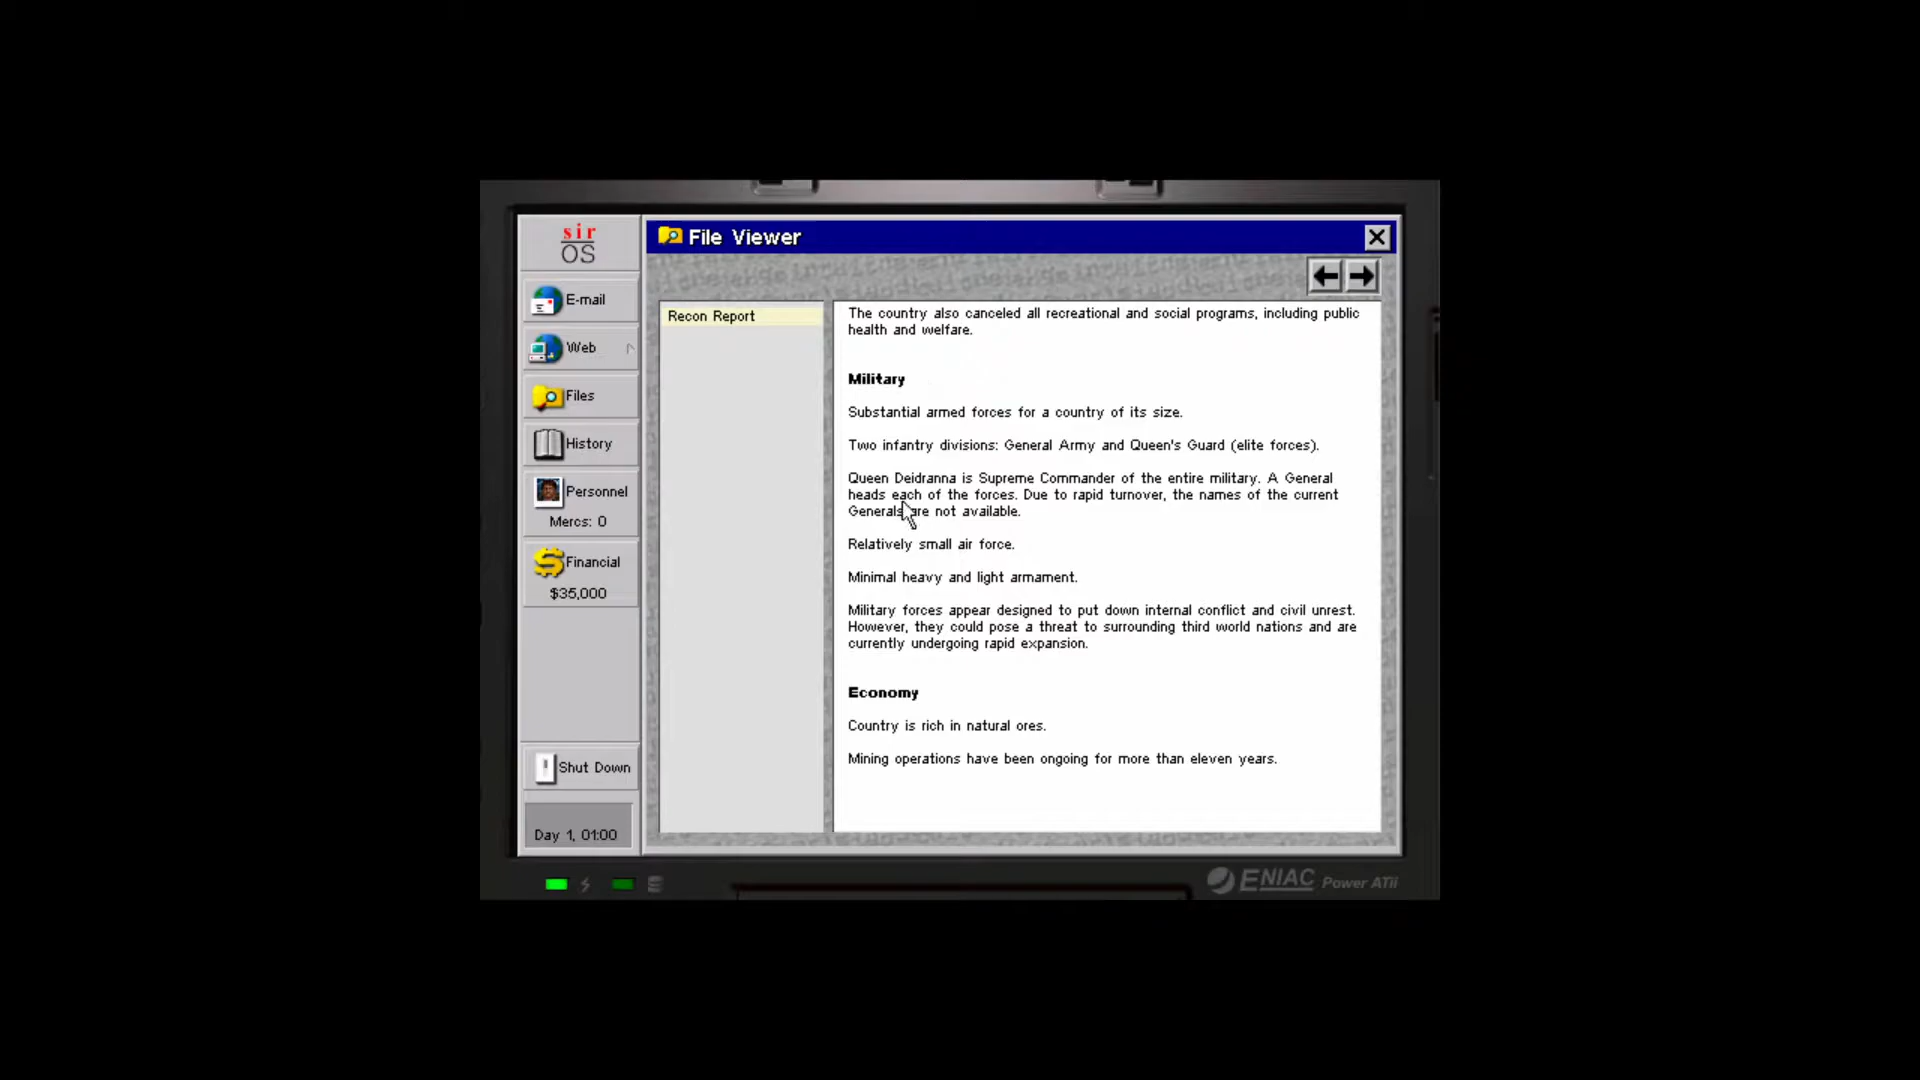 sir
OS
File Viewer
E-mail
Web
Files
History
Personnel
Mercs: 0
Financial
$35,000
Shut Down
Day 1, 01:00
Recon Report
The country also canceled all recreational and social programs, including public
health and welfare.
Military
Substantial armed forces for a country of its size.
Two infantry divisions: General Army and Queen's Guard (elite forces).
Queen Deidranna is Supreme Commander of the entire military. A General
heads each of the forces. Due to rapid turnover, the names of the current
Generals are not available.
Relatively small air force.
Minimal heavy and light armament.
Military forces appear designed to put down internal conflict and civil unrest.
However, they could pose a threat to surrounding third world nations and are
currently undergoing rapid expansion.
Economy
Country is rich in natural ores.
Mining operations have been ongoing for more than eleven years.
ENIAC Power ATii